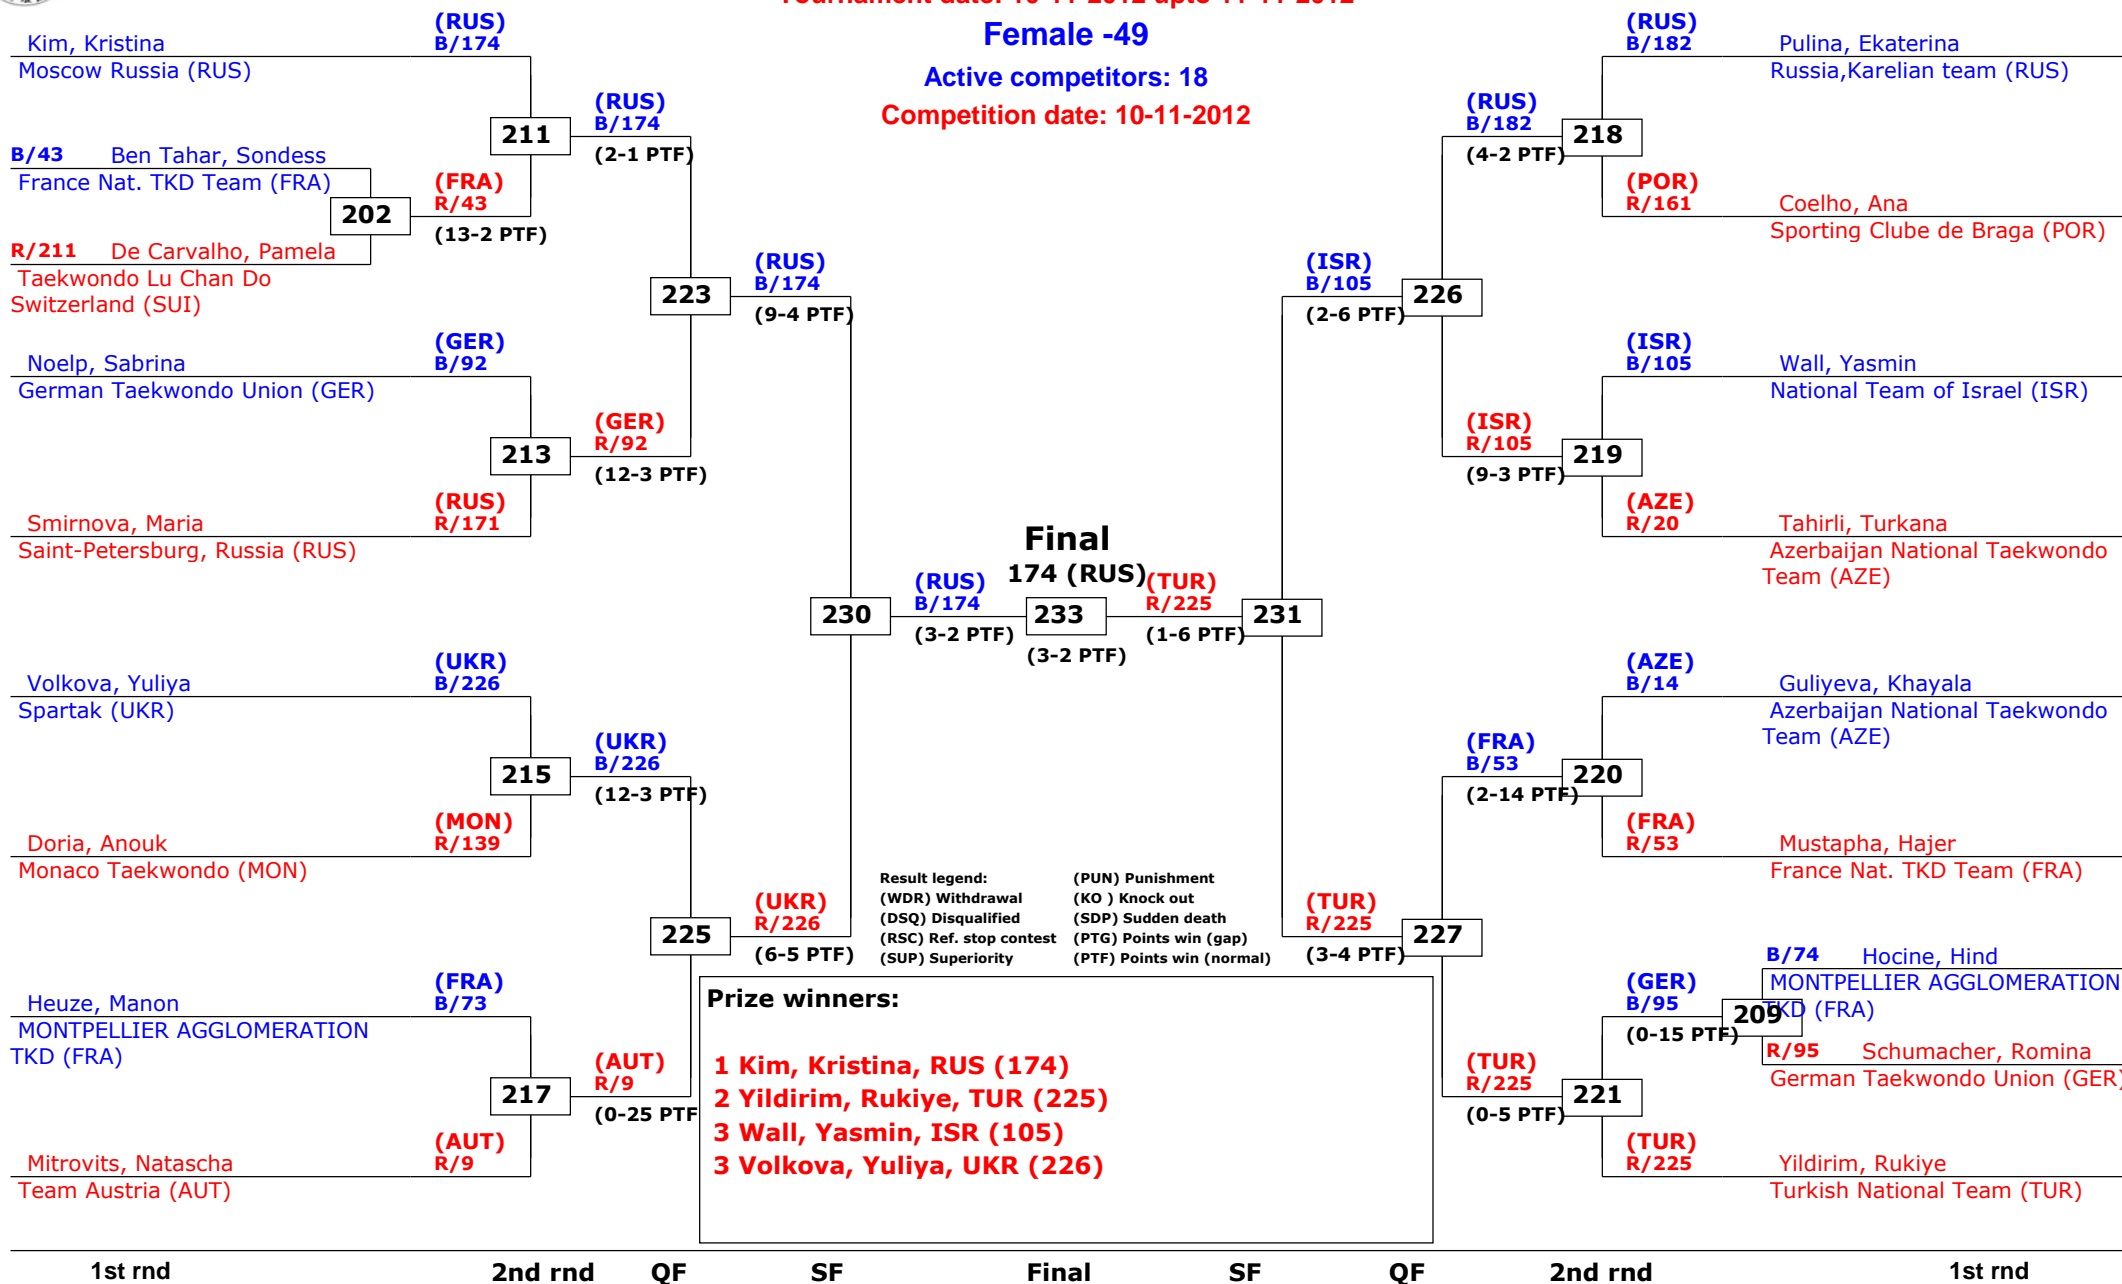 Tournament date: 10-11-2012 upto 11-11-2012
Female -49
Active competitors: 18
Competition date: 10-11-2012
Kim, Kristina
Moscow Russia (RUS)
(RUS)
B/174
B/43 Ben Tahar, Sondess
France Nat. TKD Team (FRA)
R/211 De Carvalho, Pamela
Taekwondo Lu Chan Do
Switzerland (SUI)
202
(FRA)
R/43
(13-2 PTF)
211
(RUS)
B/174
(2-1 PTF)
Noelp, Sabrina
German Taekwondo Union (GER)
(GER)
B/92
Smirnova, Maria
Saint-Petersburg, Russia (RUS)
(RUS)
R/171
213
(GER)
R/92
(12-3 PTF)
223
(RUS)
B/174
(9-4 PTF)
Volkova, Yuliya
Spartak (UKR)
(UKR)
B/226
Doria, Anouk
Monaco Taekwondo (MON)
(MON)
R/139
215
(UKR)
B/226
(12-3 PTF)
Heuze, Manon
MONTPELLIER AGGLOMERATION
TKD (FRA)
(FRA)
B/73
Mitrovits, Natascha
Team Austria (AUT)
(AUT)
R/9
217
(AUT)
R/9
(0-25 PTF
225
(UKR)
R/226
(6-5 PTF)
230
(RUS)
B/174
(3-2 PTF)
Final
174 (RUS)
233
(3-2 PTF)
(TUR)
R/225
(1-6 PTF)
231
(ISR)
B/105
(2-6 PTF)
226
(RUS)
B/182
(4-2 PTF)
218
(RUS)
B/182
Pulina, Ekaterina
Russia,Karelian team (RUS)
(POR)
R/161
Coelho, Ana
Sporting Clube de Braga (POR)
(ISR)
R/105
(9-3 PTF)
219
(ISR)
B/105
Wall, Yasmin
National Team of Israel (ISR)
(AZE)
R/20
Tahirli, Turkana
Azerbaijan National Taekwondo
Team (AZE)
(TUR)
R/225
(3-4 PTF)
227
(FRA)
B/53
(2-14 PTF)
220
(AZE)
B/14
Guliyeva, Khayala
Azerbaijan National Taekwondo
Team (AZE)
(FRA)
R/53
Mustapha, Hajer
France Nat. TKD Team (FRA)
(TUR)
R/225
(0-5 PTF)
221
(GER)
B/95
(0-15 PTF)
209
B/74 Hocine, Hind
MONTPELLIER AGGLOMERATION
TKD (FRA)
R/95 Schumacher, Romina
German Taekwondo Union (GER)
(TUR)
R/225
Yildirim, Rukiye
Turkish National Team (TUR)
Result legend: (PUN) Punishment
(WDR) Withdrawal (KO ) Knock out
(DSQ) Disqualified (SDP) Sudden death
(RSC) Ref. stop contest (PTG) Points win (gap)
(SUP) Superiority (PTF) Points win (normal)
Prize winners:
1 Kim, Kristina, RUS (174)
2 Yildirim, Rukiye, TUR (225)
3 Wall, Yasmin, ISR (105)
3 Volkova, Yuliya, UKR (226)
1st rnd 2nd rnd QF SF Final SF QF 2nd rnd 1st rnd